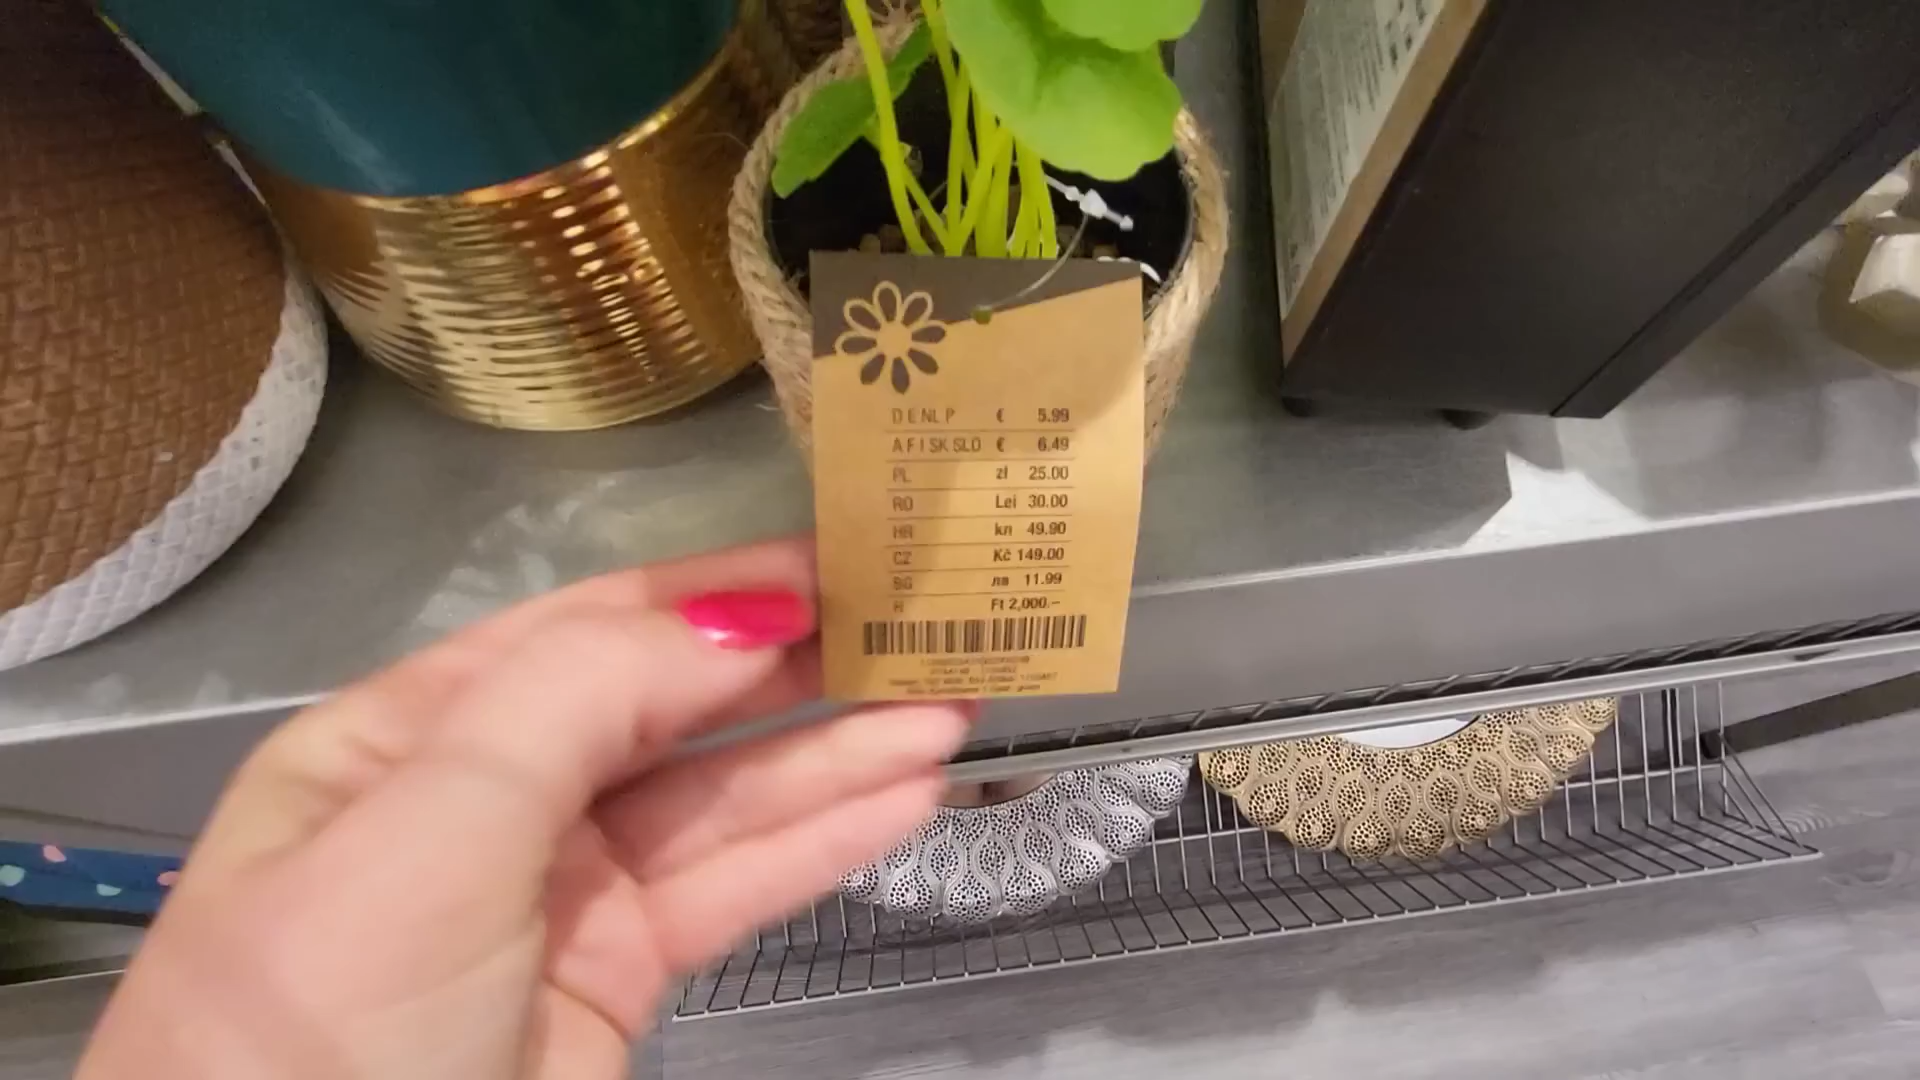 D E NL P € 5.99
A F I SK SLO € 6.49
PL zł 25.00
RO Lei 30.00
HR kn 49.90
CZ Kč 149.00
BG лв 11.99
H Ft 2,000.–